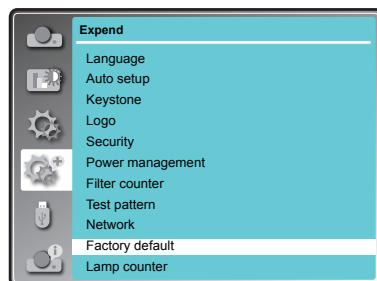 Expend
Language
Auto setup
Keystone
Logo
Security
Power management
Filter counter
Test pattern
Network
Factory default
Lamp counter